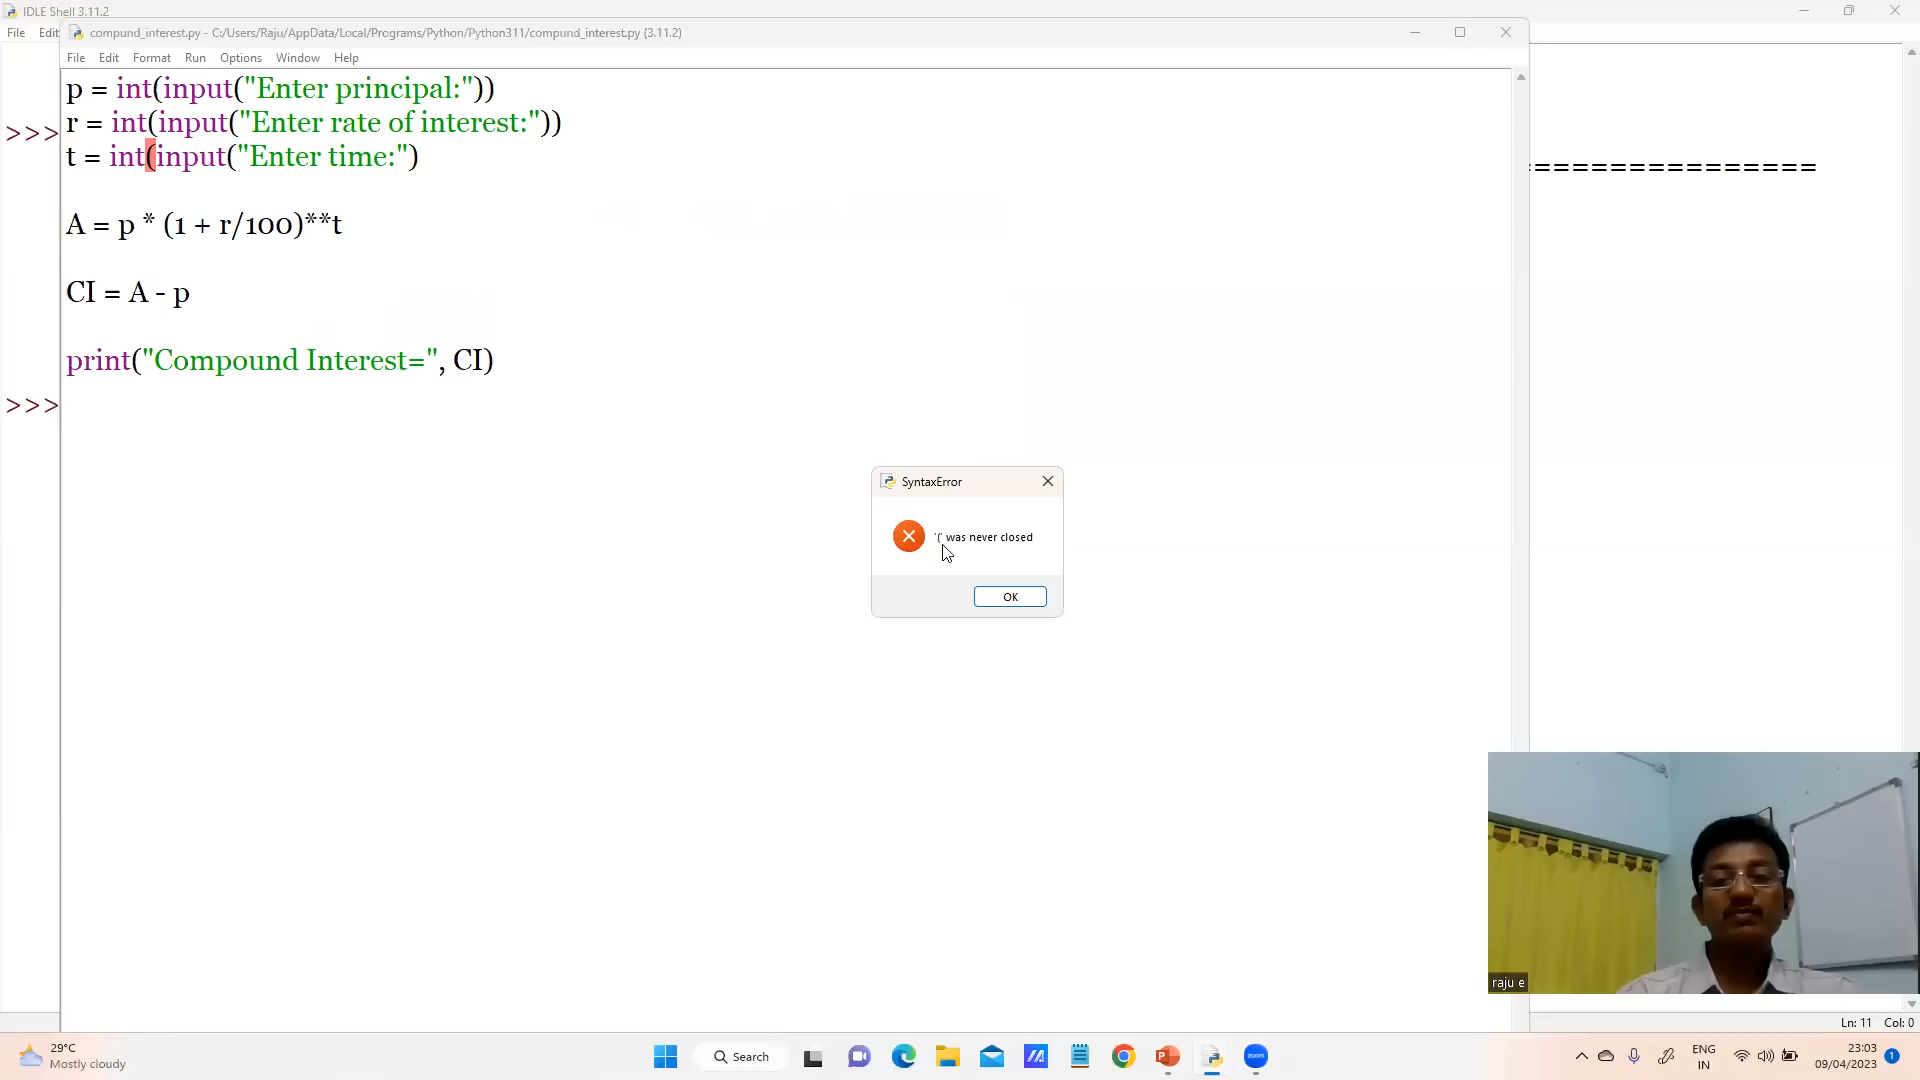 IDLE Shell 3.11.2
File Edit
compund_interest.py - C:/Users/Raju/AppData/Local/Programs/Python/Python311/compund_interest.py (3.11.2)
File Edit Format Run Options Window Help
p = int(input("Enter principal:"))
>>> r = int(input("Enter rate of interest:"))
t = int(input("Enter time:")
===============
A = p * (1 + r/100)**t
CI = A - p
print("Compound Interest=", CI)
>>>
SyntaxError
'(' was never closed
OK
raju e
Ln: 11 Col: 0
29°C
Mostly cloudy
Search
zoom
ENG
IN
23:03
09/04/2023
1